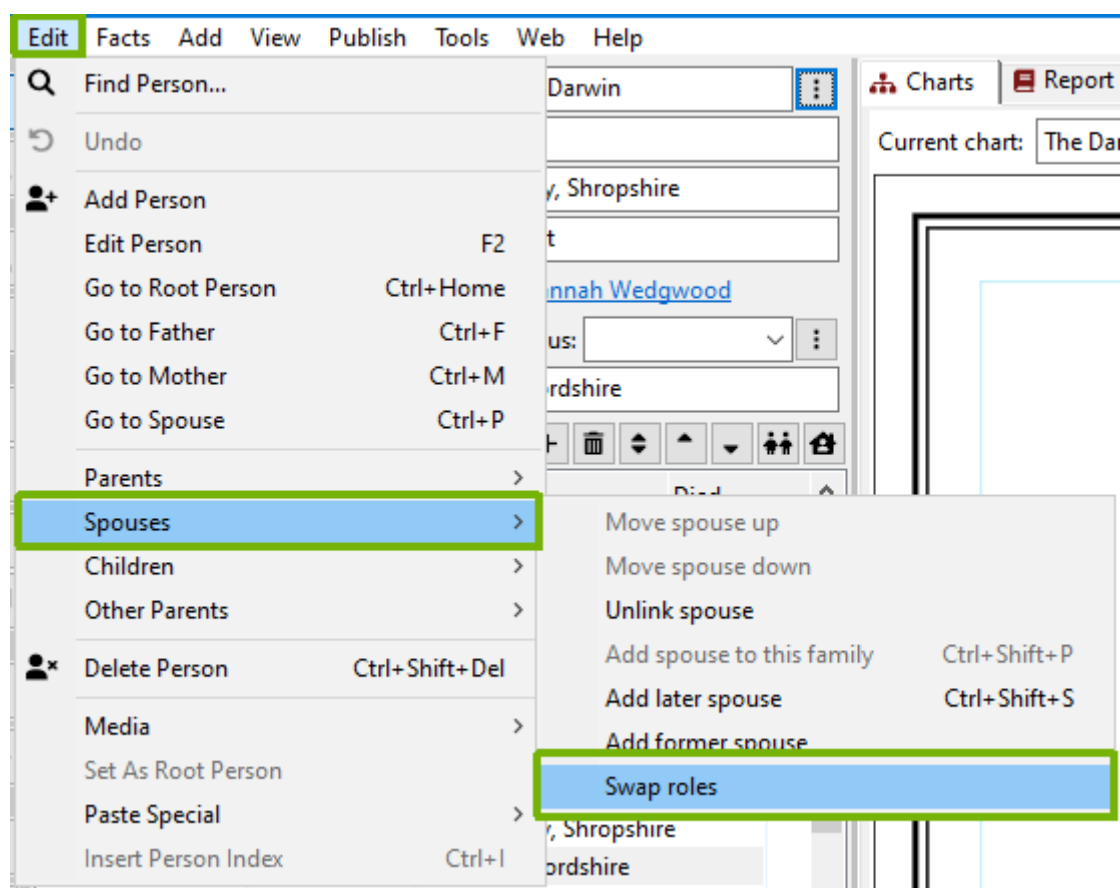 Edit Facts Add View Publish Tools Web Help
Find Person...
Undo
Add Person
Edit Person F2
Go to Root Person Ctrl+Home
Go to Father Ctrl+F
Go to Mother Ctrl+M
Go to Spouse Ctrl+P
Parents
Spouses
Children
Other Parents
Delete Person Ctrl+Shift+Del
Media
Set As Root Person
Paste Special
Insert Person Index Ctrl+I
Move spouse up
Move spouse down
Unlink spouse
Add spouse to this family Ctrl+Shift+P
Add later spouse Ctrl+Shift+S
Add former spouse
Swap roles
Darwin
y, Shropshire
t
nnah Wedgwood
us:
rdshire
Died
, Shropshire
ordshire
Charts Report
Current chart: The Dar